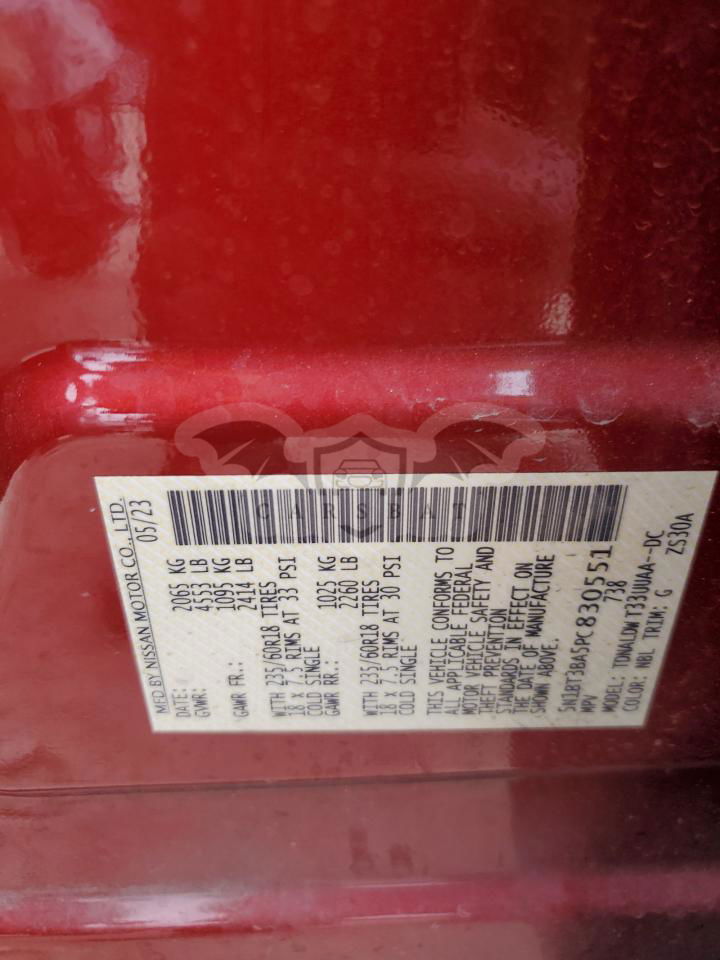 MFD BY NISSAN MOTOR CO., LTD.
DATE: 05/23
GVWR: 2065 KG
4553 LB
GAWR FR.: 1095 KG
2414 LB
WITH 235/60R18 TIRES
18 x 7.5 RIMS AT 33 PSI
COLD SINGLE
GAWR RR.: 1025 KG
2260 LB
WITH 235/60R18 TIRES
18 x 7.5 RIMS AT 30 PSI
COLD SINGLE
THIS VEHICLE CONFORMS TO
ALL APPLICABLE FEDERAL
MOTOR VEHICLE SAFETY AND
THEFT PREVENTION
STANDARDS IN EFFECT ON
THE DATE OF MANUFACTURE
SHOWN ABOVE.
5N1BT3BA5PC830551
MPV 738
MODEL: TDNALDW T33UUAA--DC
COLOR: NBL TRIM: G ZS30A
CARSBAT